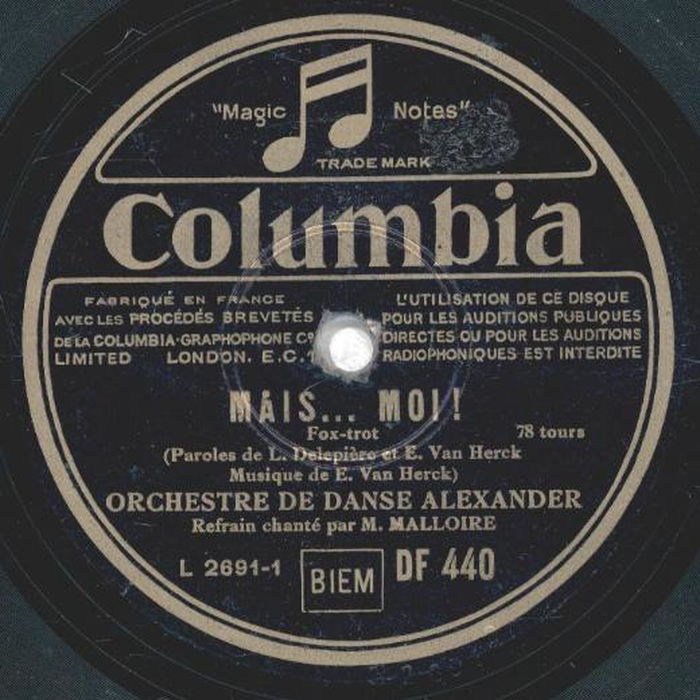 "Magic Notes"
TRADE MARK
Columbia
FABRIQUÉ EN FRANCE
AVEC LES PROCÉDÉS BREVETÉS
DE LA COLUMBIA·GRAPHOPHONE Cº
LIMITED LONDON. E.C.1
L'UTILISATION DE CE DISQUE
POUR LES AUDITIONS PUBLIQUES
DIRECTES OU POUR LES AUDITIONS
RADIOPHONIQUES EST INTERDITE
MAIS... MOI!
Fox-trot 78 tours
(Paroles de L. Delepière et E. Van Herck
Musique de E. Van Herck)
ORCHESTRE DE DANSE ALEXANDER
Refrain chanté par M. MALLOIRE
L 2691-1 BIEM DF 440